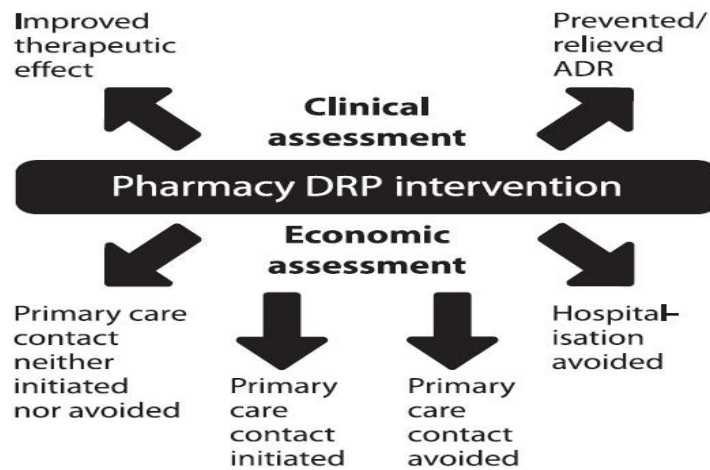 Improved
therapeutic
effect
Prevented/
relieved
ADR
Clinical
assessment
Pharmacy DRP intervention
Economic
assessment
Primary care
contact
neither
initiated
nor avoided
Primary
care
contact
initiated
Primary
care
contact
avoided
Hospital-
isation
avoided